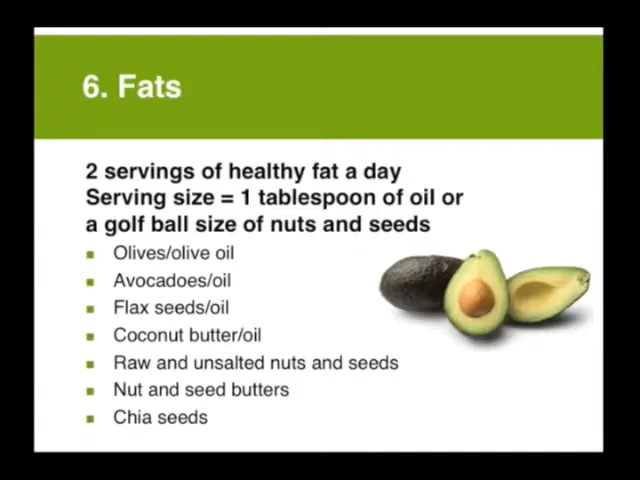 6. Fats
2 servings of healthy fat a day
Serving size = 1 tablespoon of oil or
a golf ball size of nuts and seeds
Olives/olive oil
Avocadoes/oil
Flax seeds/oil
Coconut butter/oil
Raw and unsalted nuts and seeds
Nut and seed butters
Chia seeds